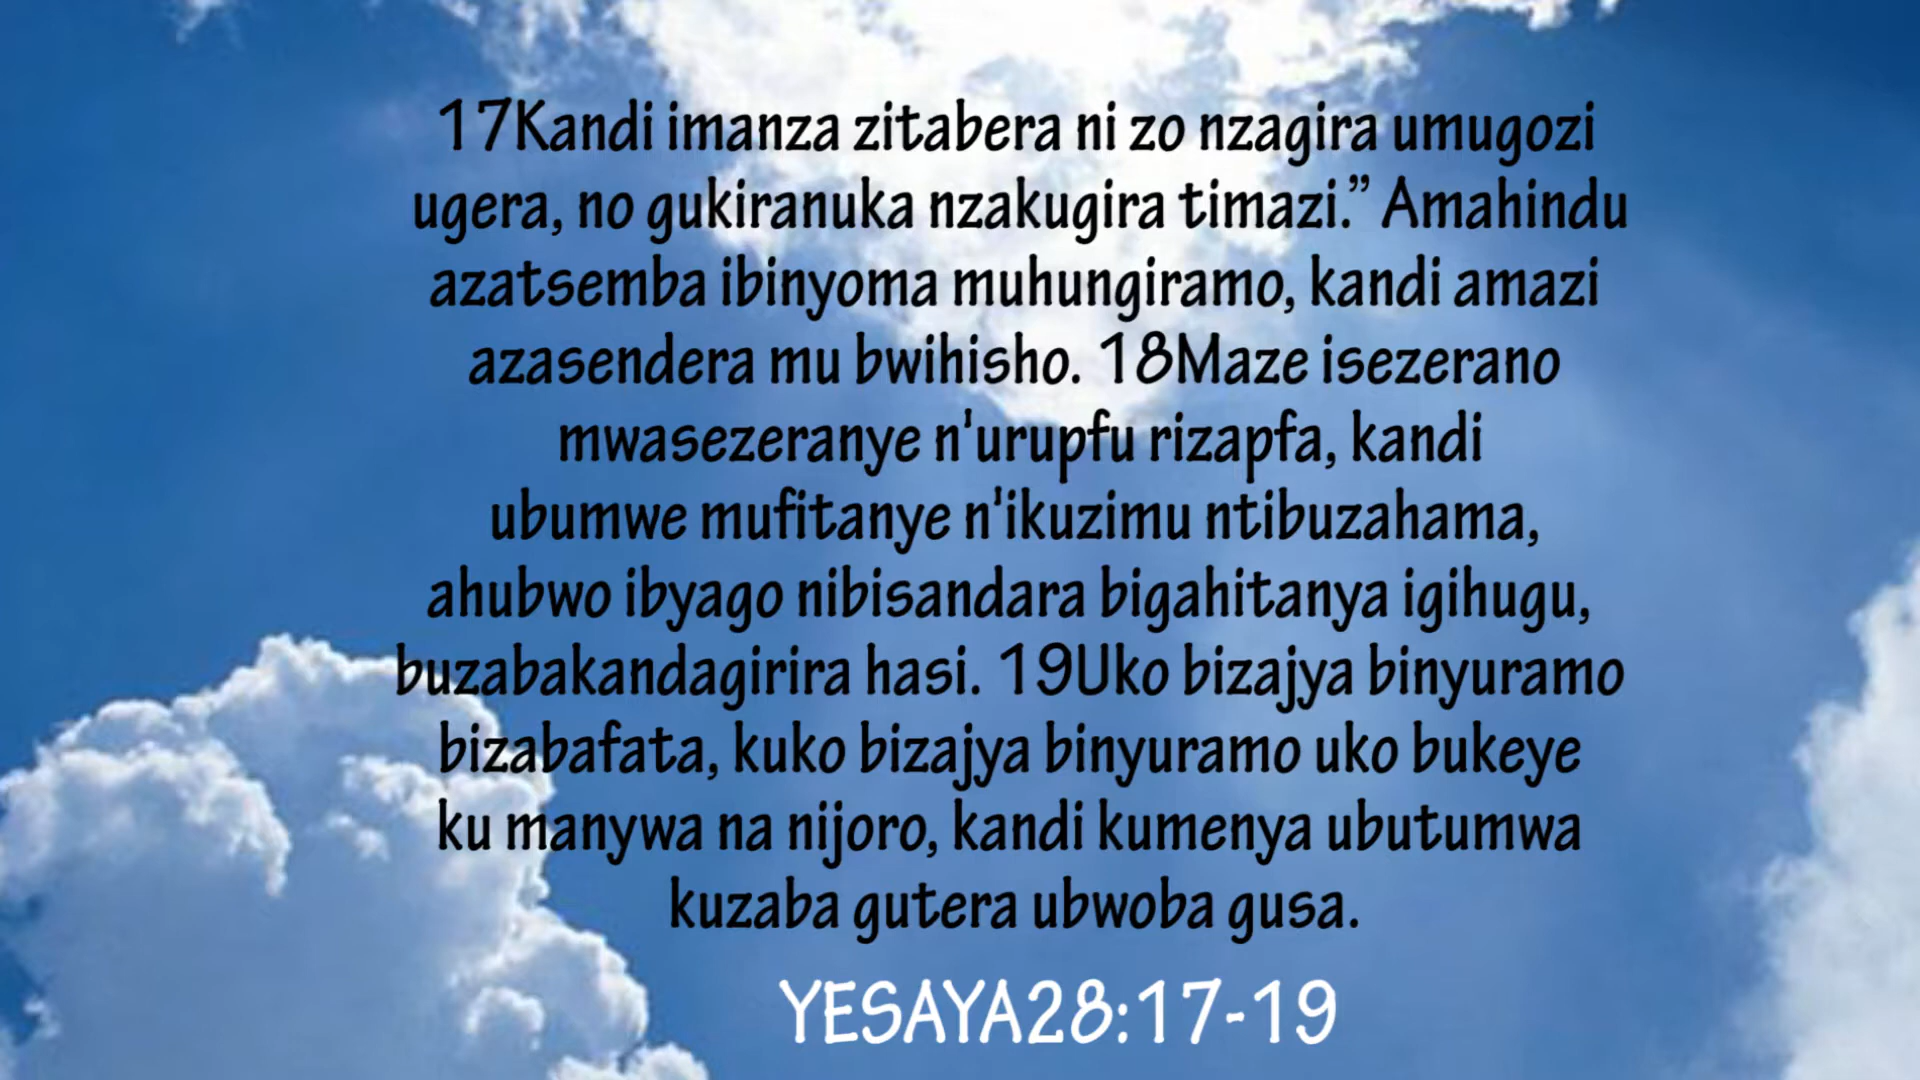 17Kandi imanza zitabera ni zo nzagira umugozi
ugera, no gukiranuka nzakugira timazi.” Amahindu
azatsemba ibinyoma muhungiramo, kandi amazi
azasendera mu bwihisho. 18Maze isezerano
mwasezeranye n'urupfu rizapfa, kandi
ubumwe mufitanye n'ikuzimu ntibuzahama,
ahubwo ibyago nibisandara bigahitanya igihugu,
buzabakandagirira hasi. 19Uko bizajya binyuramo
bizabafata, kuko bizajya binyuramo uko bukeye
ku manywa na nijoro, kandi kumenya ubutumwa
kuzaba gutera ubwoba gusa.
YESAYA28:17-19